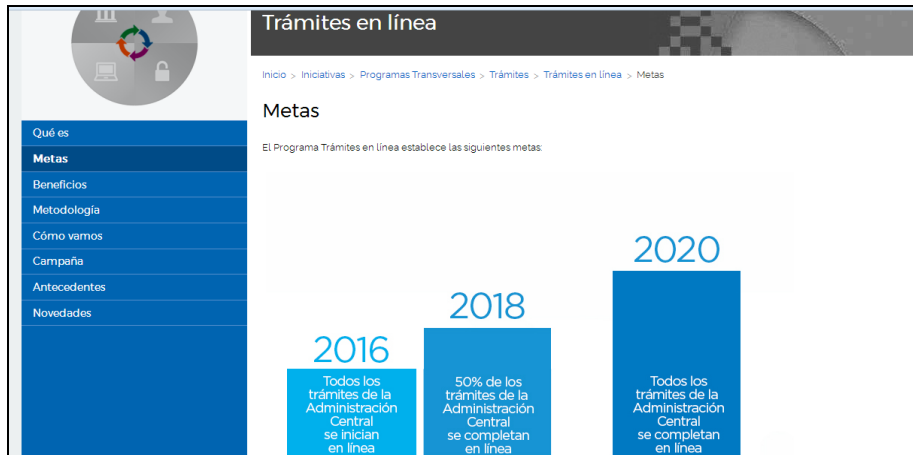 Trámites en línea
Inicio > Iniciativas > Programas Transversales > Trámites > Trámites en línea > Metas
Metas
El Programa Trámites en línea establece las siguientes metas:
Qué es
Metas
Beneficios
Metodología
Cómo vamos
Campaña
Antecedentes
Novedades
2016
Todos los
trámites de la
Administración
Central
se inician
en línea
2018
50% de los
trámites de la
Administración
Central
se completan
en línea
2020
Todos los
trámites de la
Administración
Central
se completan
en línea